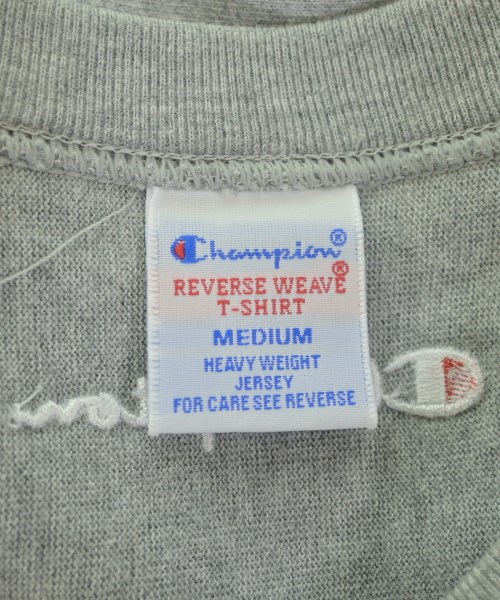 Champion®
REVERSE WEAVE®
T-SHIRT
MEDIUM
HEAVY WEIGHT
JERSEY
FOR CARE SEE REVERSE